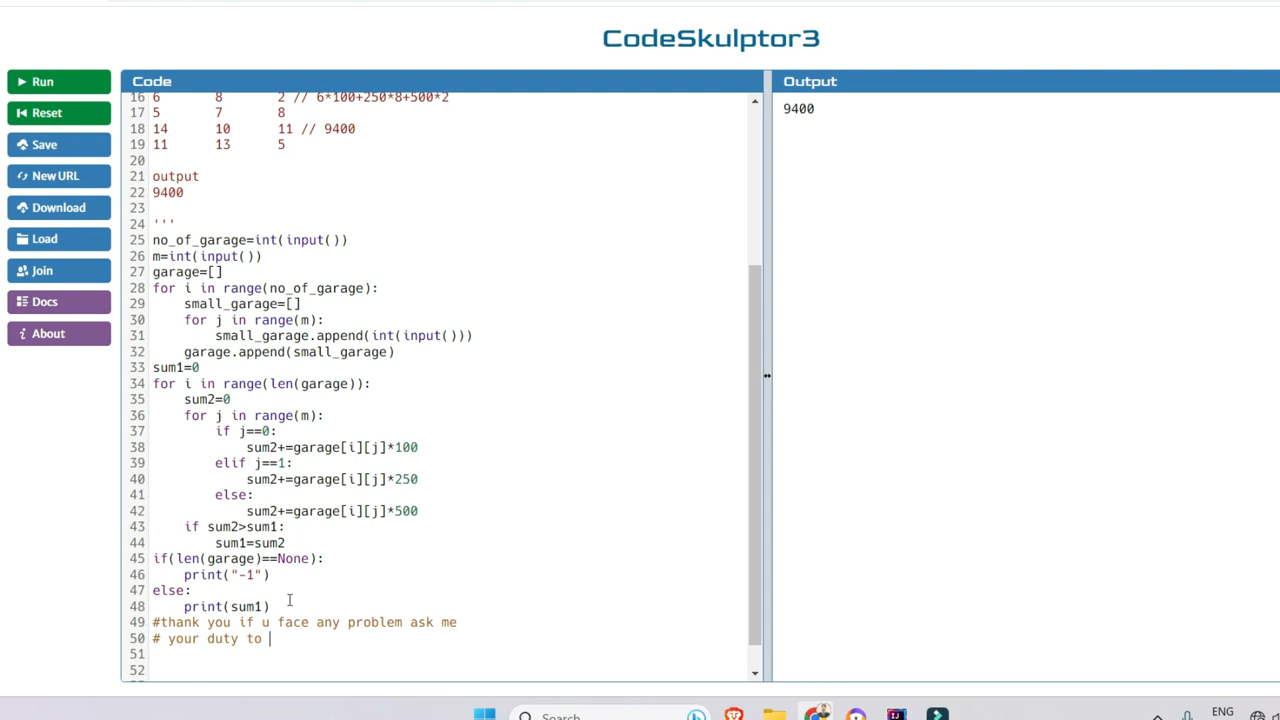 CodeSkulptor3
Run
Reset
Save
New URL
Download
Load
Join
Docs
About
Code
16 6 8 2 // 6*100+250*8+500*2
17 5 7 8
18 14 10 11 // 9400
19 11 13 5
20
21 output
22 9400
23
24 '''
25 no_of_garage=int(input())
26 m=int(input())
27 garage=[]
28 for i in range(no_of_garage):
29 small_garage=[]
30 for j in range(m):
31 small_garage.append(int(input()))
32 garage.append(small_garage)
33 sum1=0
34 for i in range(len(garage)):
35 sum2=0
36 for j in range(m):
37 if j==0:
38 sum2+=garage[i][j]*100
39 elif j==1:
40 sum2+=garage[i][j]*250
41 else:
42 sum2+=garage[i][j]*500
43 if sum2>sum1:
44 sum1=sum2
45 if(len(garage)==None):
46 print("-1")
47 else:
48 print(sum1)
49 #thank you if u face any problem ask me
50 # your duty to
51
52
Output
9400
Search
ENG